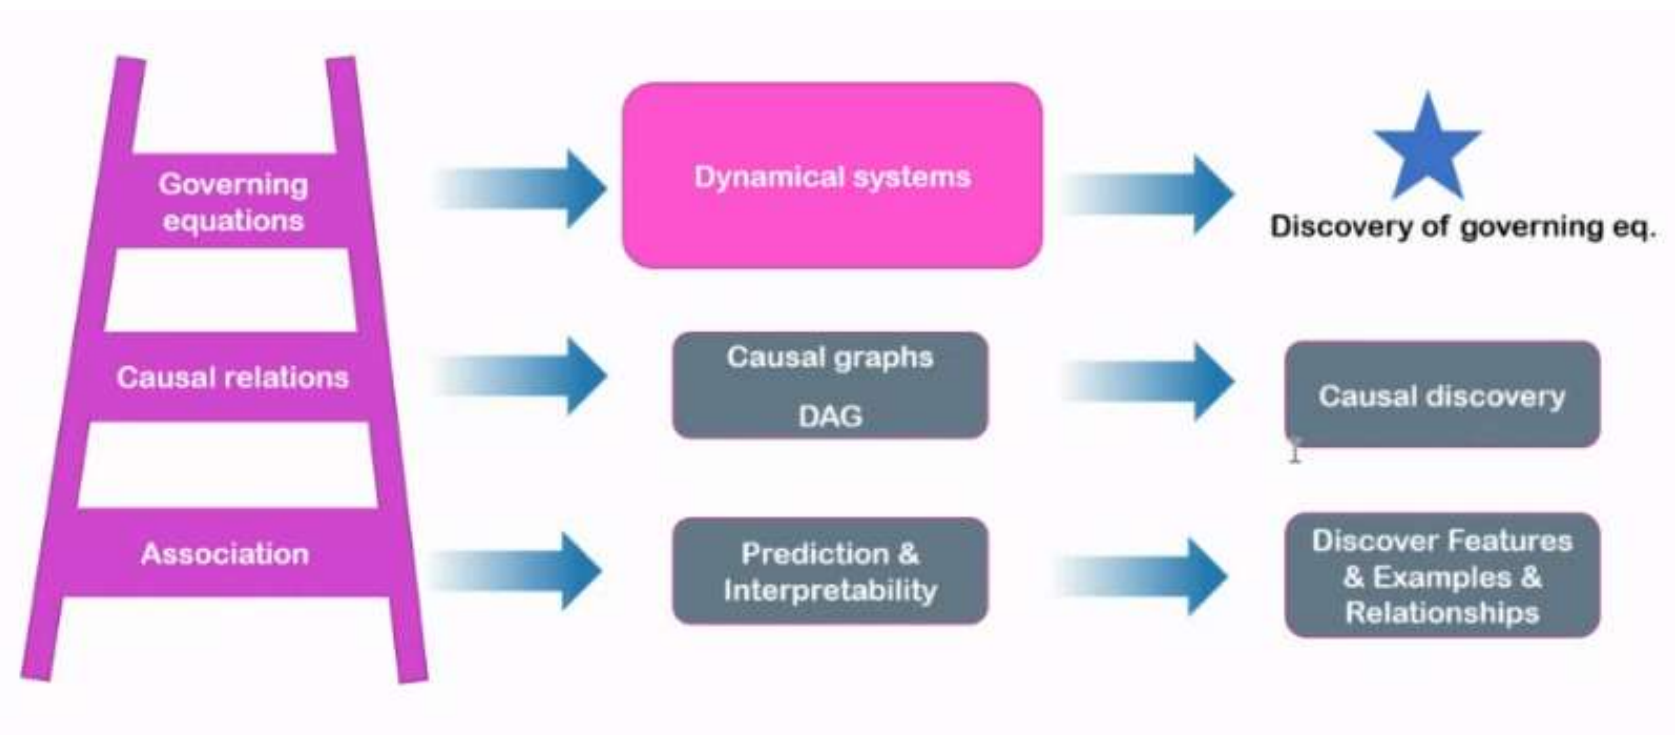 Governing
equations
Dynamical systems
Discovery of governing eq.
Causal relations
Causal graphs
DAG
Causal discovery
Association
Prediction &
Interpretability
Discover Features
& Examples &
Relationships